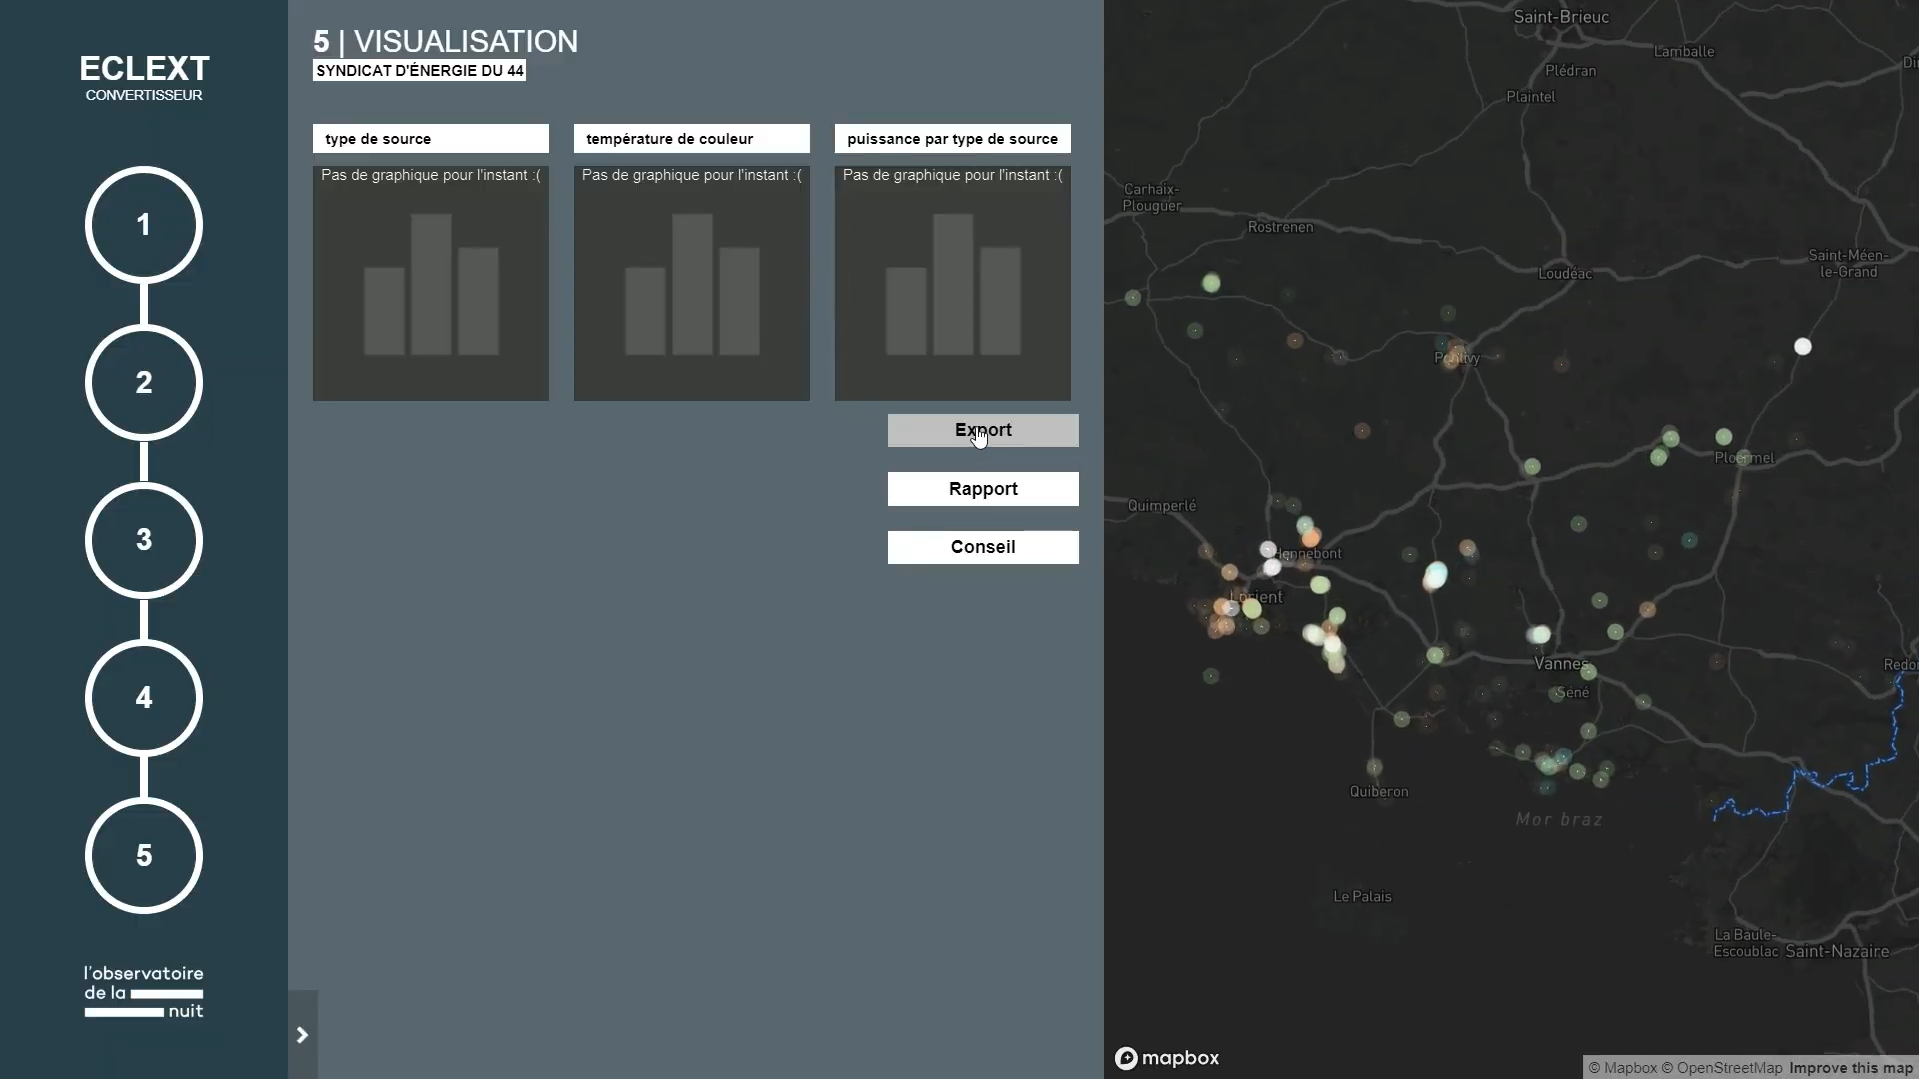 ECLEXT
CONVERTISSEUR
1
2
3
4
5
l'observatoire
de la
nuit
5 | VISUALISATION
SYNDICAT D'ÉNERGIE DU 44
type de source
température de couleur
puissance par type de source
Pas de graphique pour l'instant :(
Pas de graphique pour l'instant :(
Pas de graphique pour l'instant :(
Export
Rapport
Conseil
Saint-Brieuc
Lamballe
Plédran
Plaintel
Carhaix-
Plouguer
Rostrenen
Saint-Méen-
le-Grand
Loudéac
Pontivy
Ploërmel
Quimperlé
Hennebont
Lorient
Vannes
Séné
Quiberon
Mor braz
Le Palais
La Baule-
Escoublac
Saint-Nazaire
mapbox
© Mapbox © OpenStreetMap Improve this map